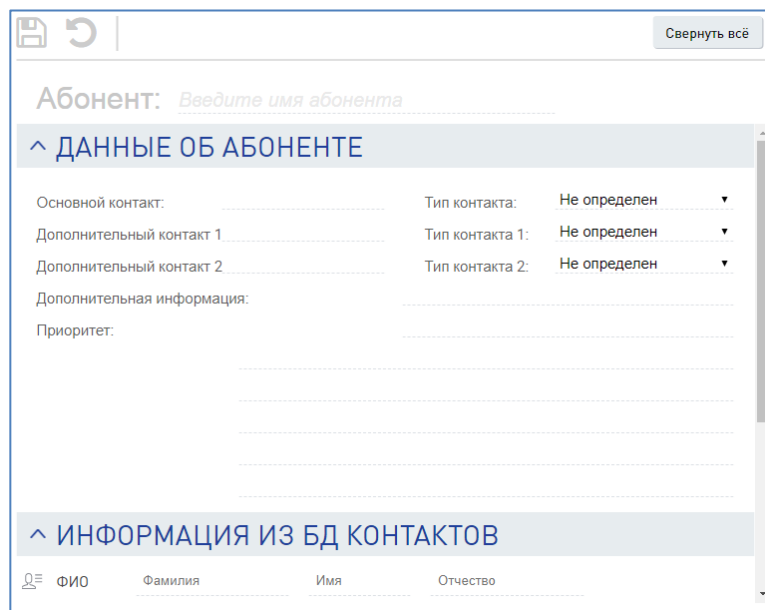 Свернуть всё
Абонент: Введите имя абонента
ДАННЫЕ ОБ АБОНЕНТЕ
Основной контакт: Тип контакта: Не определен
Дополнительный контакт 1 Тип контакта 1: Не определен
Дополнительный контакт 2 Тип контакта 2: Не определен
Дополнительная информация:
Приоритет:
ИНФОРМАЦИЯ ИЗ БД КОНТАКТОВ
ФИО Фамилия Имя Отчество